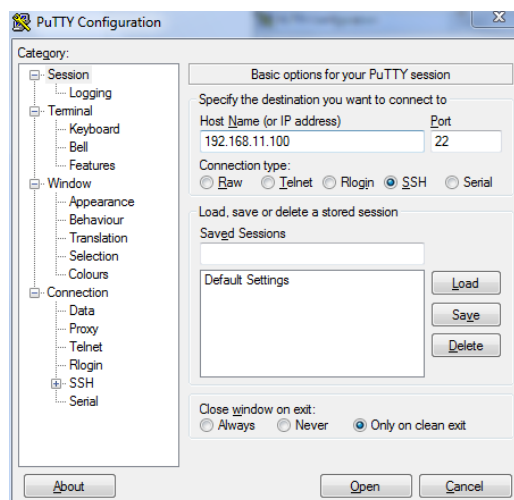 PuTTY Configuration
Category:
Session
Logging
Terminal
Keyboard
Bell
Features
Window
Appearance
Behaviour
Translation
Selection
Colours
Connection
Data
Proxy
Telnet
Rlogin
SSH
Serial
Basic options for your PuTTY session
Specify the destination you want to connect to
Host Name (or IP address) Port
192.168.11.100 22
Connection type:
Raw Telnet Rlogin SSH Serial
Load, save or delete a stored session
Saved Sessions
Default Settings
Load
Save
Delete
Close window on exit:
Always Never Only on clean exit
About Open Cancel